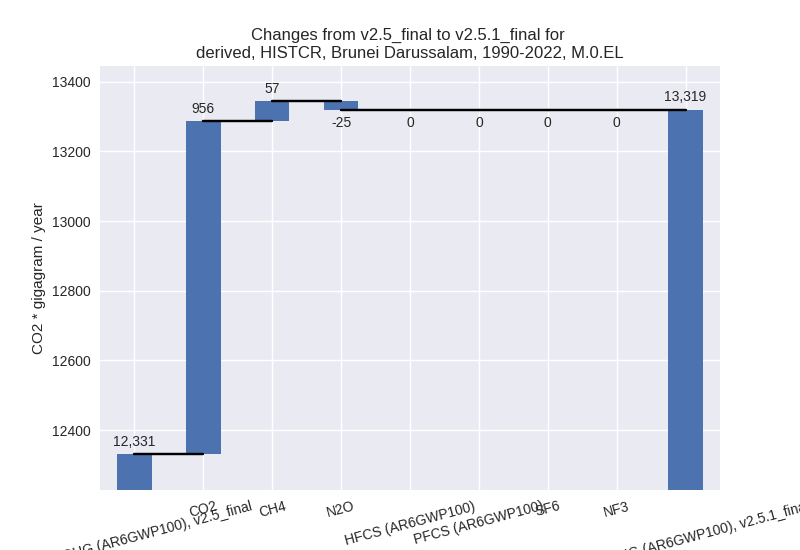 Changes from v2.5_final to v2.5.1_final for
derived, HISTCR, Brunei Darussalam, 1990-2022, M.0.EL
CO2 * gigagram / year
13400
13200
13000
12800
12600
12400
12,331
956
57
-25
0
0
0
0
13,319
(AR6GWP100), v2.5_final
CO2
CH4
N2O
HFCS (AR6GWP100)
PFCS (AR6GWP100)
SF6
NF3
(AR6GWP100), v2.5.1_final